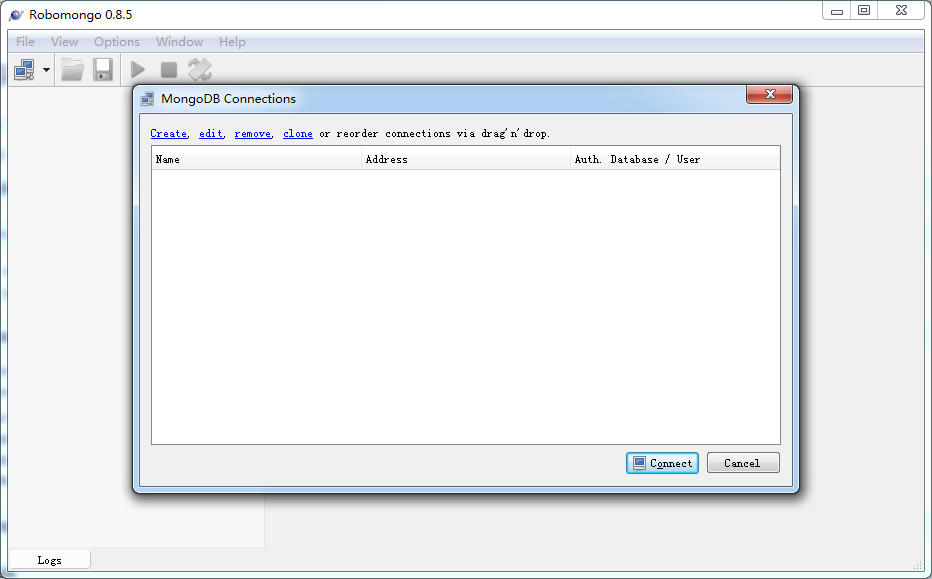 Robomongo 0.8.5
File View Options Window Help
MongoDB Connections
Create, edit, remove, clone or reorder connections via drag'n'drop.
Name Address Auth. Database / User
Connect Cancel
Logs